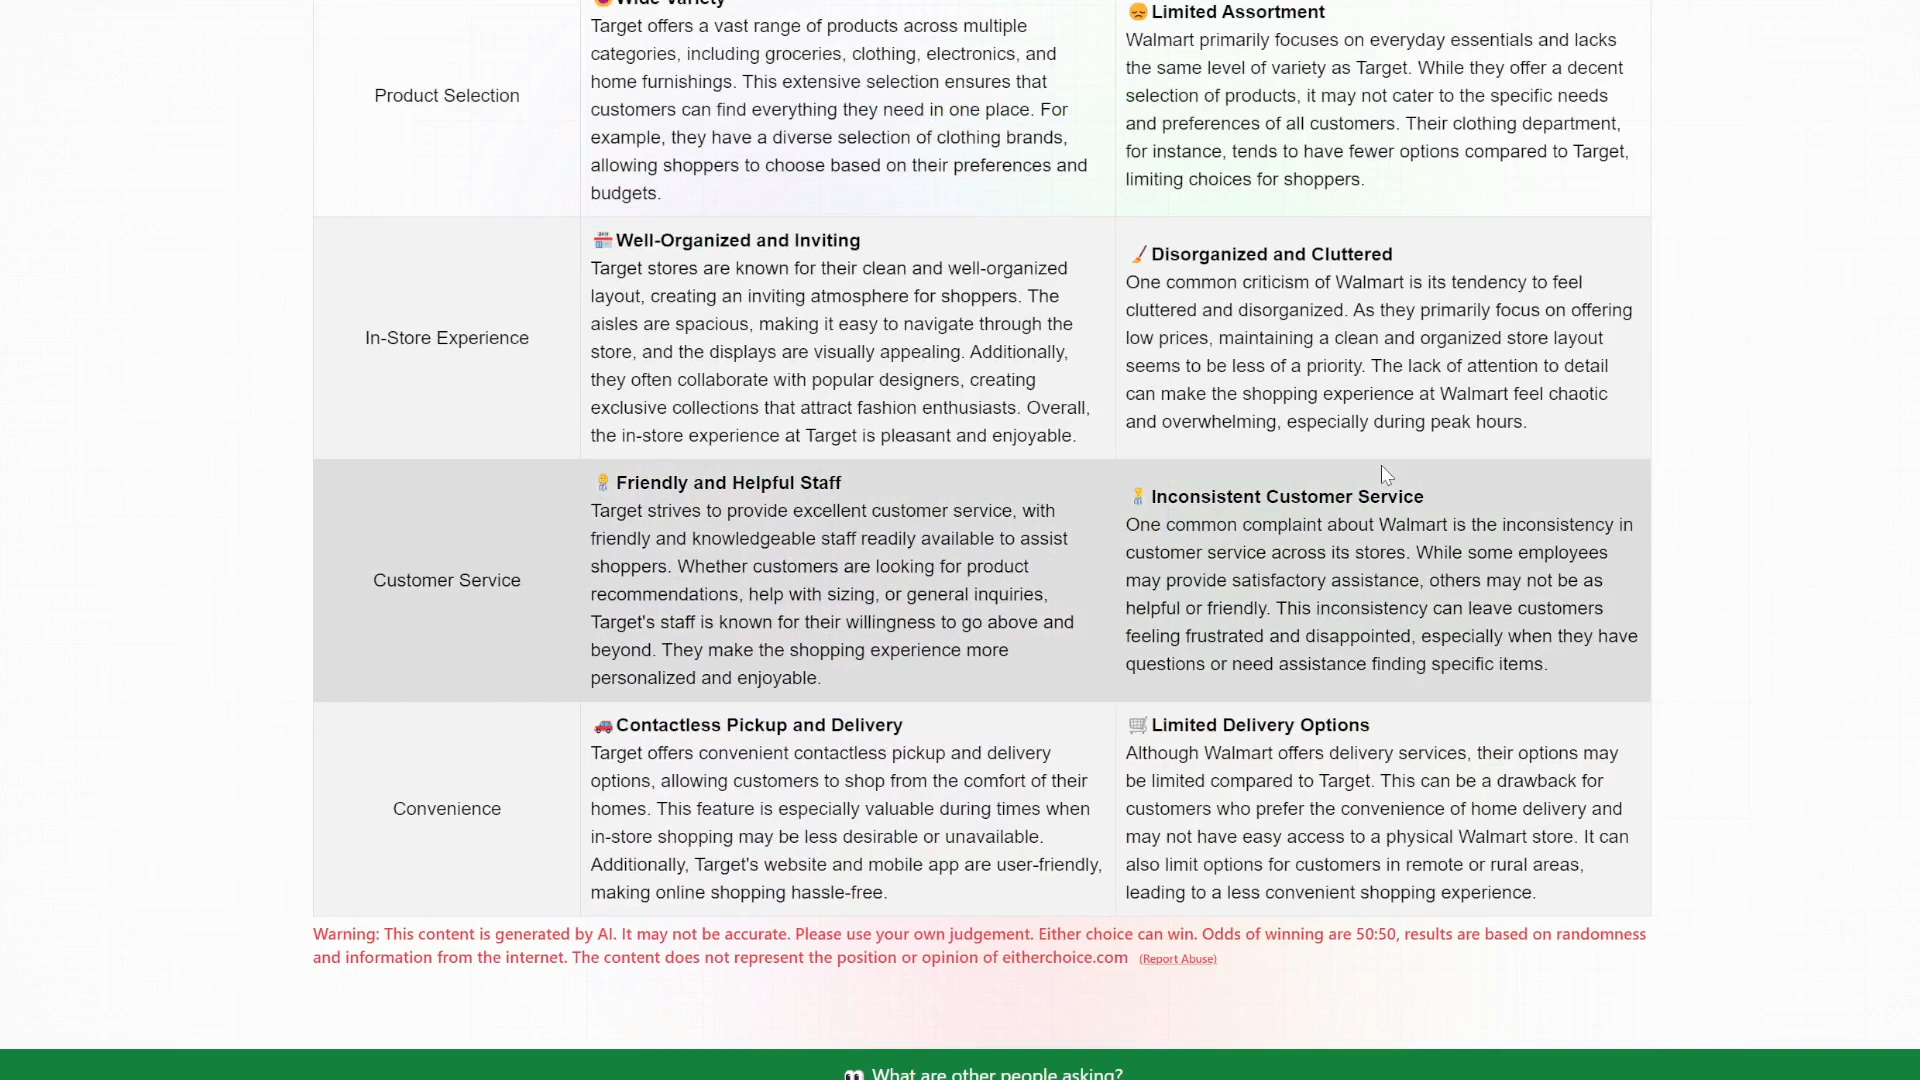 Wide Variety
Target offers a vast range of products across multiple
categories, including groceries, clothing, electronics, and
home furnishings. This extensive selection ensures that
customers can find everything they need in one place. For
example, they have a diverse selection of clothing brands,
allowing shoppers to choose based on their preferences and
budgets.
Limited Assortment
Walmart primarily focuses on everyday essentials and lacks
the same level of variety as Target. While they offer a decent
selection of products, it may not cater to the specific needs
and preferences of all customers. Their clothing department,
for instance, tends to have fewer options compared to Target,
limiting choices for shoppers.
Product Selection
In-Store Experience
Well-Organized and Inviting
Target stores are known for their clean and well-organized
layout, creating an inviting atmosphere for shoppers. The
aisles are spacious, making it easy to navigate through the
store, and the displays are visually appealing. Additionally,
they often collaborate with popular designers, creating
exclusive collections that attract fashion enthusiasts. Overall,
the in-store experience at Target is pleasant and enjoyable.
Disorganized and Cluttered
One common criticism of Walmart is its tendency to feel
cluttered and disorganized. As they primarily focus on offering
low prices, maintaining a clean and organized store layout
seems to be less of a priority. The lack of attention to detail
can make the shopping experience at Walmart feel chaotic
and overwhelming, especially during peak hours.
Customer Service
Friendly and Helpful Staff
Target strives to provide excellent customer service, with
friendly and knowledgeable staff readily available to assist
shoppers. Whether customers are looking for product
recommendations, help with sizing, or general inquiries,
Target's staff is known for their willingness to go above and
beyond. They make the shopping experience more
personalized and enjoyable.
Inconsistent Customer Service
One common complaint about Walmart is the inconsistency in
customer service across its stores. While some employees
may provide satisfactory assistance, others may not be as
helpful or friendly. This inconsistency can leave customers
feeling frustrated and disappointed, especially when they have
questions or need assistance finding specific items.
Convenience
Contactless Pickup and Delivery
Target offers convenient contactless pickup and delivery
options, allowing customers to shop from the comfort of their
homes. This feature is especially valuable during times when
in-store shopping may be less desirable or unavailable.
Additionally, Target's website and mobile app are user-friendly,
making online shopping hassle-free.
Limited Delivery Options
Although Walmart offers delivery services, their options may
be limited compared to Target. This can be a drawback for
customers who prefer the convenience of home delivery and
may not have easy access to a physical Walmart store. It can
also limit options for customers in remote or rural areas,
leading to a less convenient shopping experience.
Warning: This content is generated by AI. It may not be accurate. Please use your own judgement. Either choice can win. Odds of winning are 50:50, results are based on randomness
and information from the internet. The content does not represent the position or opinion of eitherchoice.com (Report Abuse)
What are other people asking?